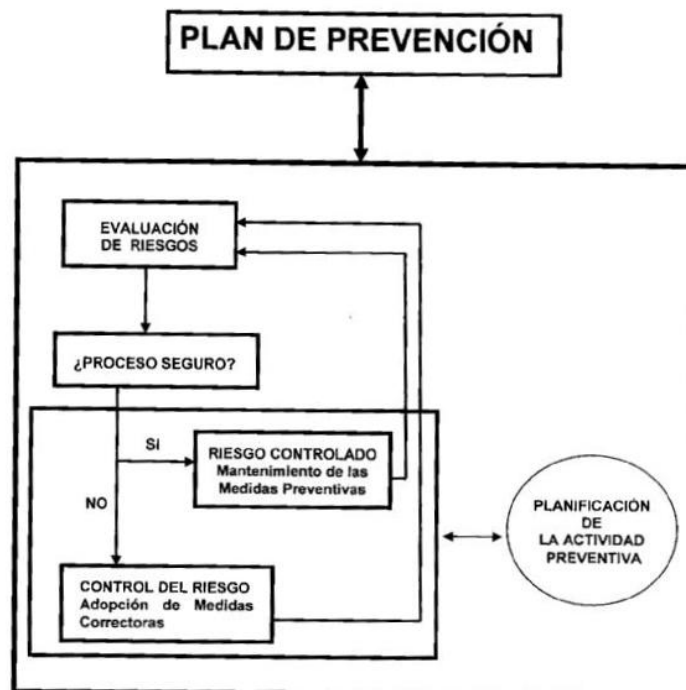 PLAN DE PREVENCIÓN
EVALUACIÓN
DE RIESGOS
¿PROCESO SEGURO?
SI
RIESGO CONTROLADO
Mantenimiento de las
Medidas Preventivas
NO
PLANIFICACIÓN
DE
LA ACTIVIDAD
PREVENTIVA
CONTROL DEL RIESGO
Adopción de Medidas
Correctoras